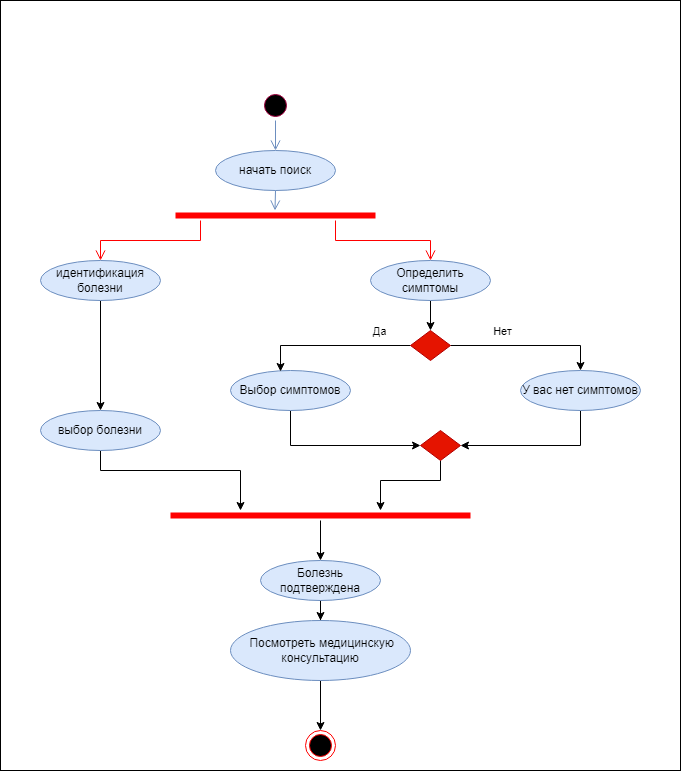 начать поиск
идентификация
болезни
Определить
симптомы
Да
Нет
Выбор симптомов
У вас нет симптомов
выбор болезни
Болезнь
подтверждена
Посмотреть медицинскую
консультацию